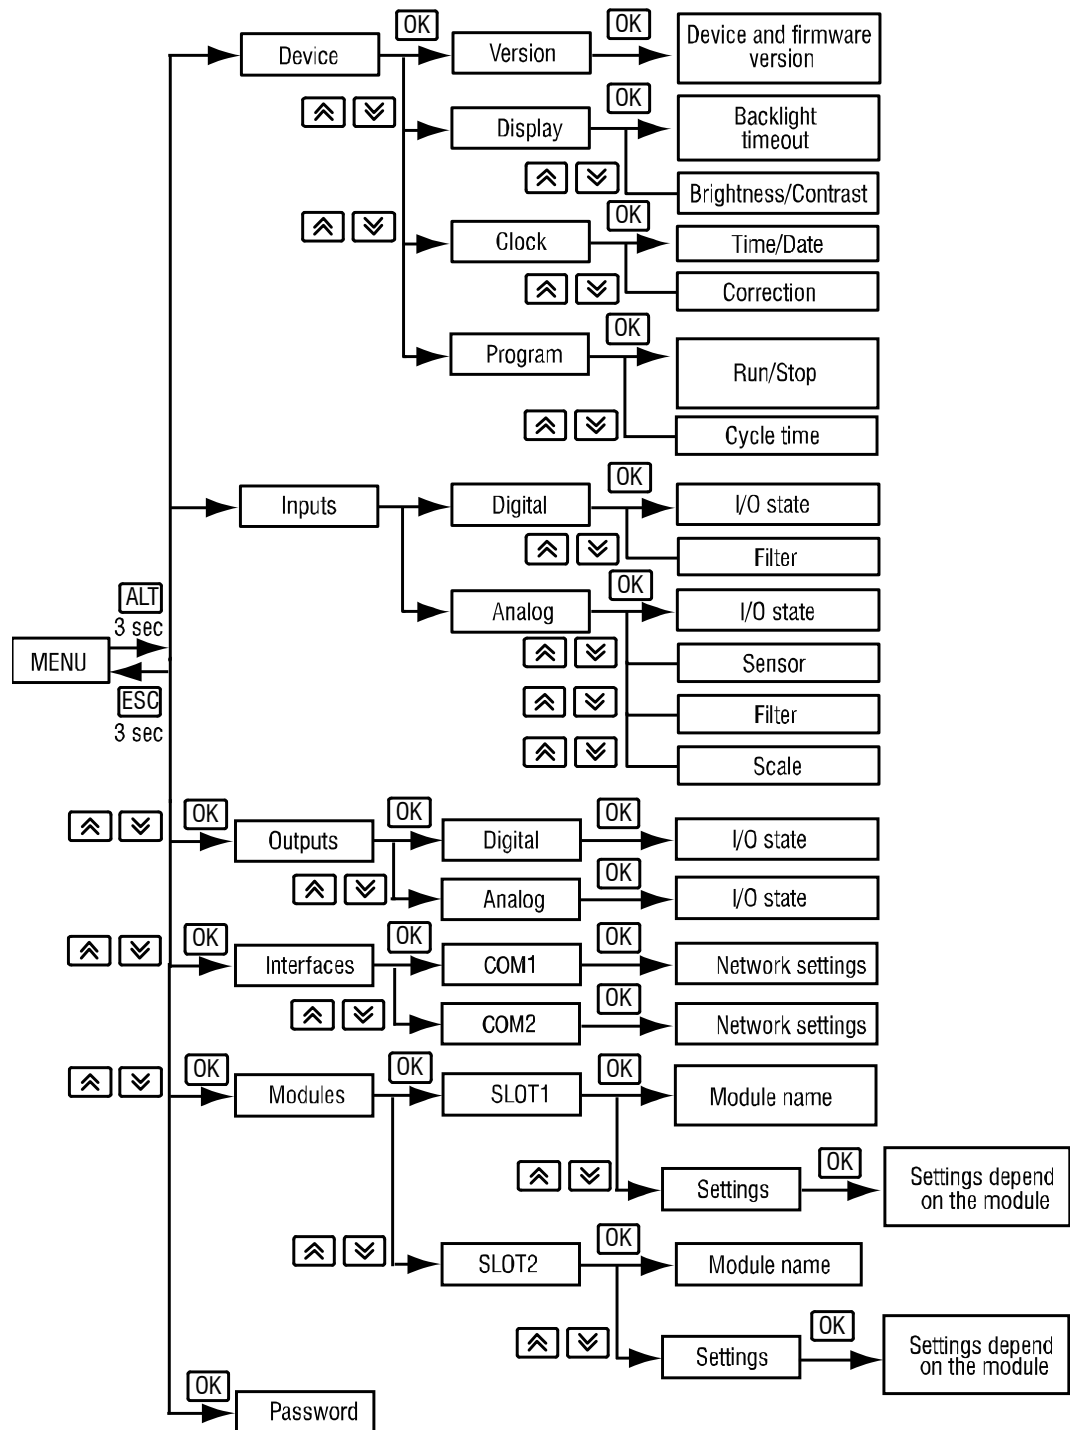 OK
OK
Device
Version
Device and firmware
version
OK
Display
Backlight
timeout
Brightness/Contrast
OK
Clock
Time/Date
Correction
OK
Program
Run/Stop
Cycle time
OK
Inputs
Digital
I/O state
Filter
OK
Analog
I/O state
Sensor
Filter
Scale
ALT
3 sec
MENU
ESC
3 sec
OK
OK
OK
Outputs
Digital
I/O state
OK
Analog
I/O state
OK
OK
OK
Interfaces
COM1
Network settings
OK
COM2
Network settings
OK
OK
OK
Modules
SLOT1
Module name
OK
Settings
Settings depend
on the module
OK
SLOT2
Module name
OK
Settings
Settings depend
on the module
OK
Password